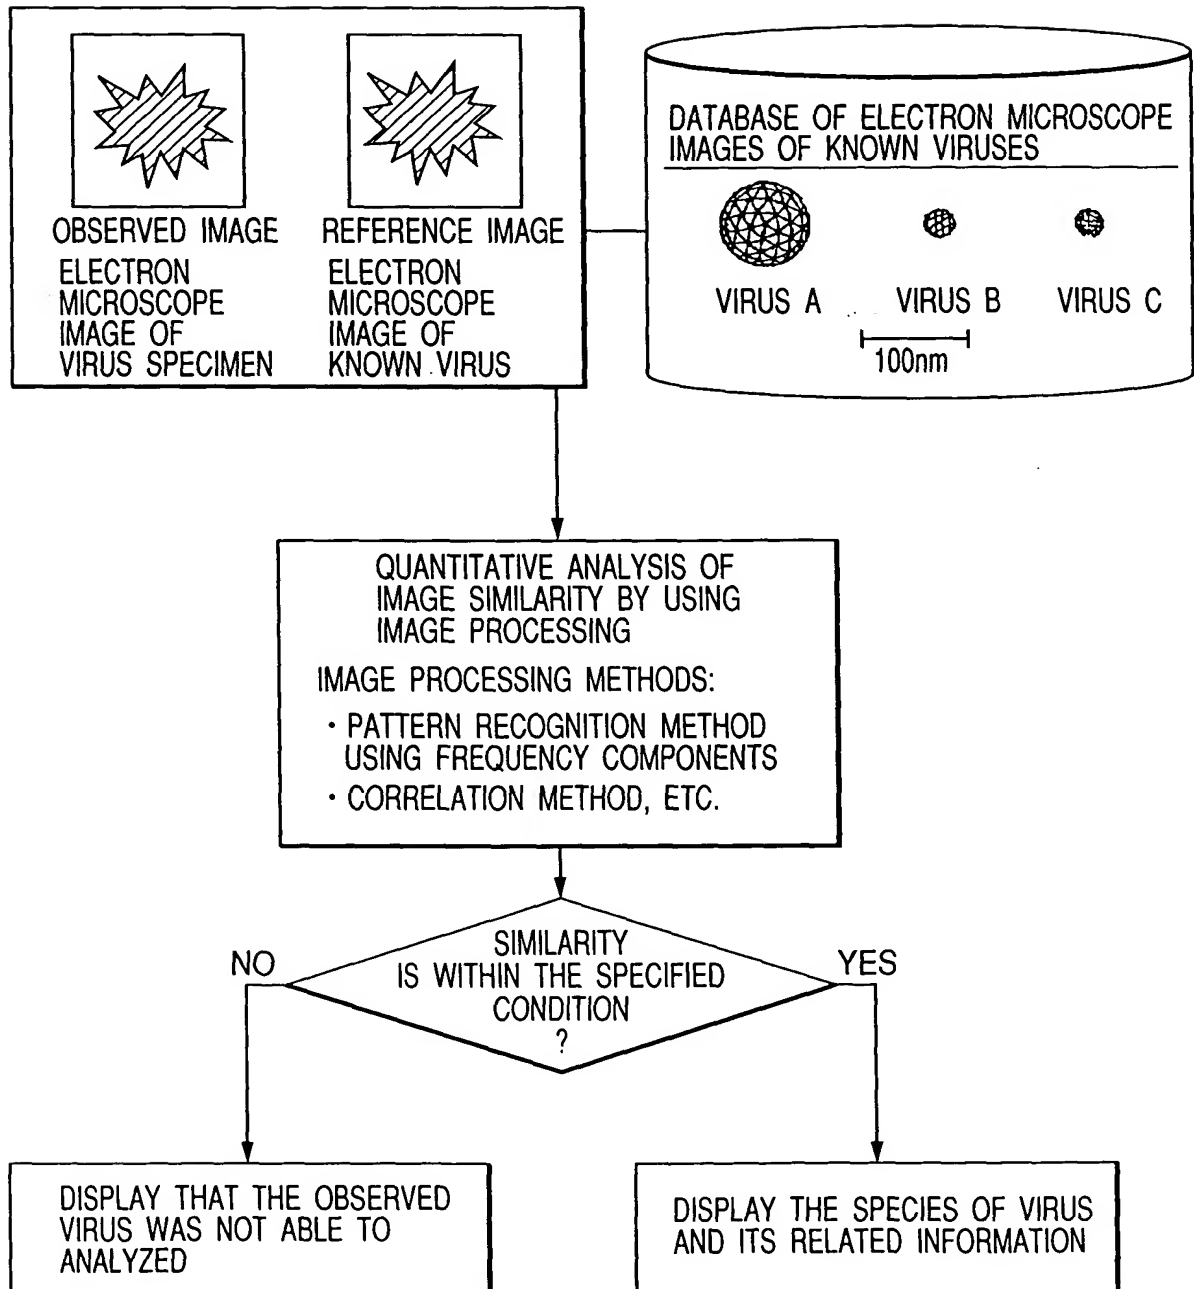 OBSERVED IMAGE
ELECTRON
MICROSCOPE
IMAGE OF
VIRUS SPECIMEN
REFERENCE IMAGE
ELECTRON
MICROSCOPE
IMAGE OF
KNOWN VIRUS
DATABASE OF ELECTRON MICROSCOPE
IMAGES OF KNOWN VIRUSES
VIRUS A
VIRUS B
VIRUS C
100nm
QUANTITATIVE ANALYSIS OF
IMAGE SIMILARITY BY USING
IMAGE PROCESSING
IMAGE PROCESSING METHODS:
· PATTERN RECOGNITION METHOD
USING FREQUENCY COMPONENTS
· CORRELATION METHOD, ETC.
SIMILARITY
IS WITHIN THE SPECIFIED
CONDITION
?
NO
YES
DISPLAY THAT THE OBSERVED
VIRUS WAS NOT ABLE TO
ANALYZED
DISPLAY THE SPECIES OF VIRUS
AND ITS RELATED INFORMATION